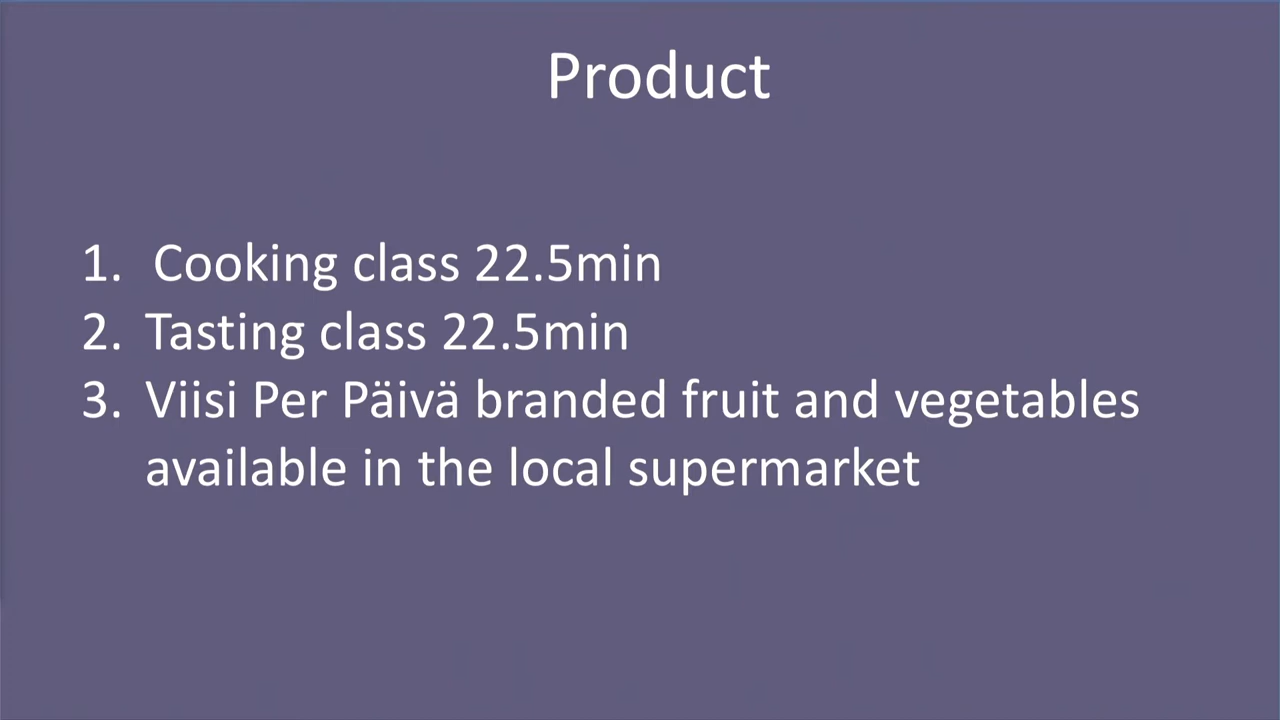 Product
1. Cooking class 22.5min
2. Tasting class 22.5min
3. Viisi Per Päivä branded fruit and vegetables
available in the local supermarket